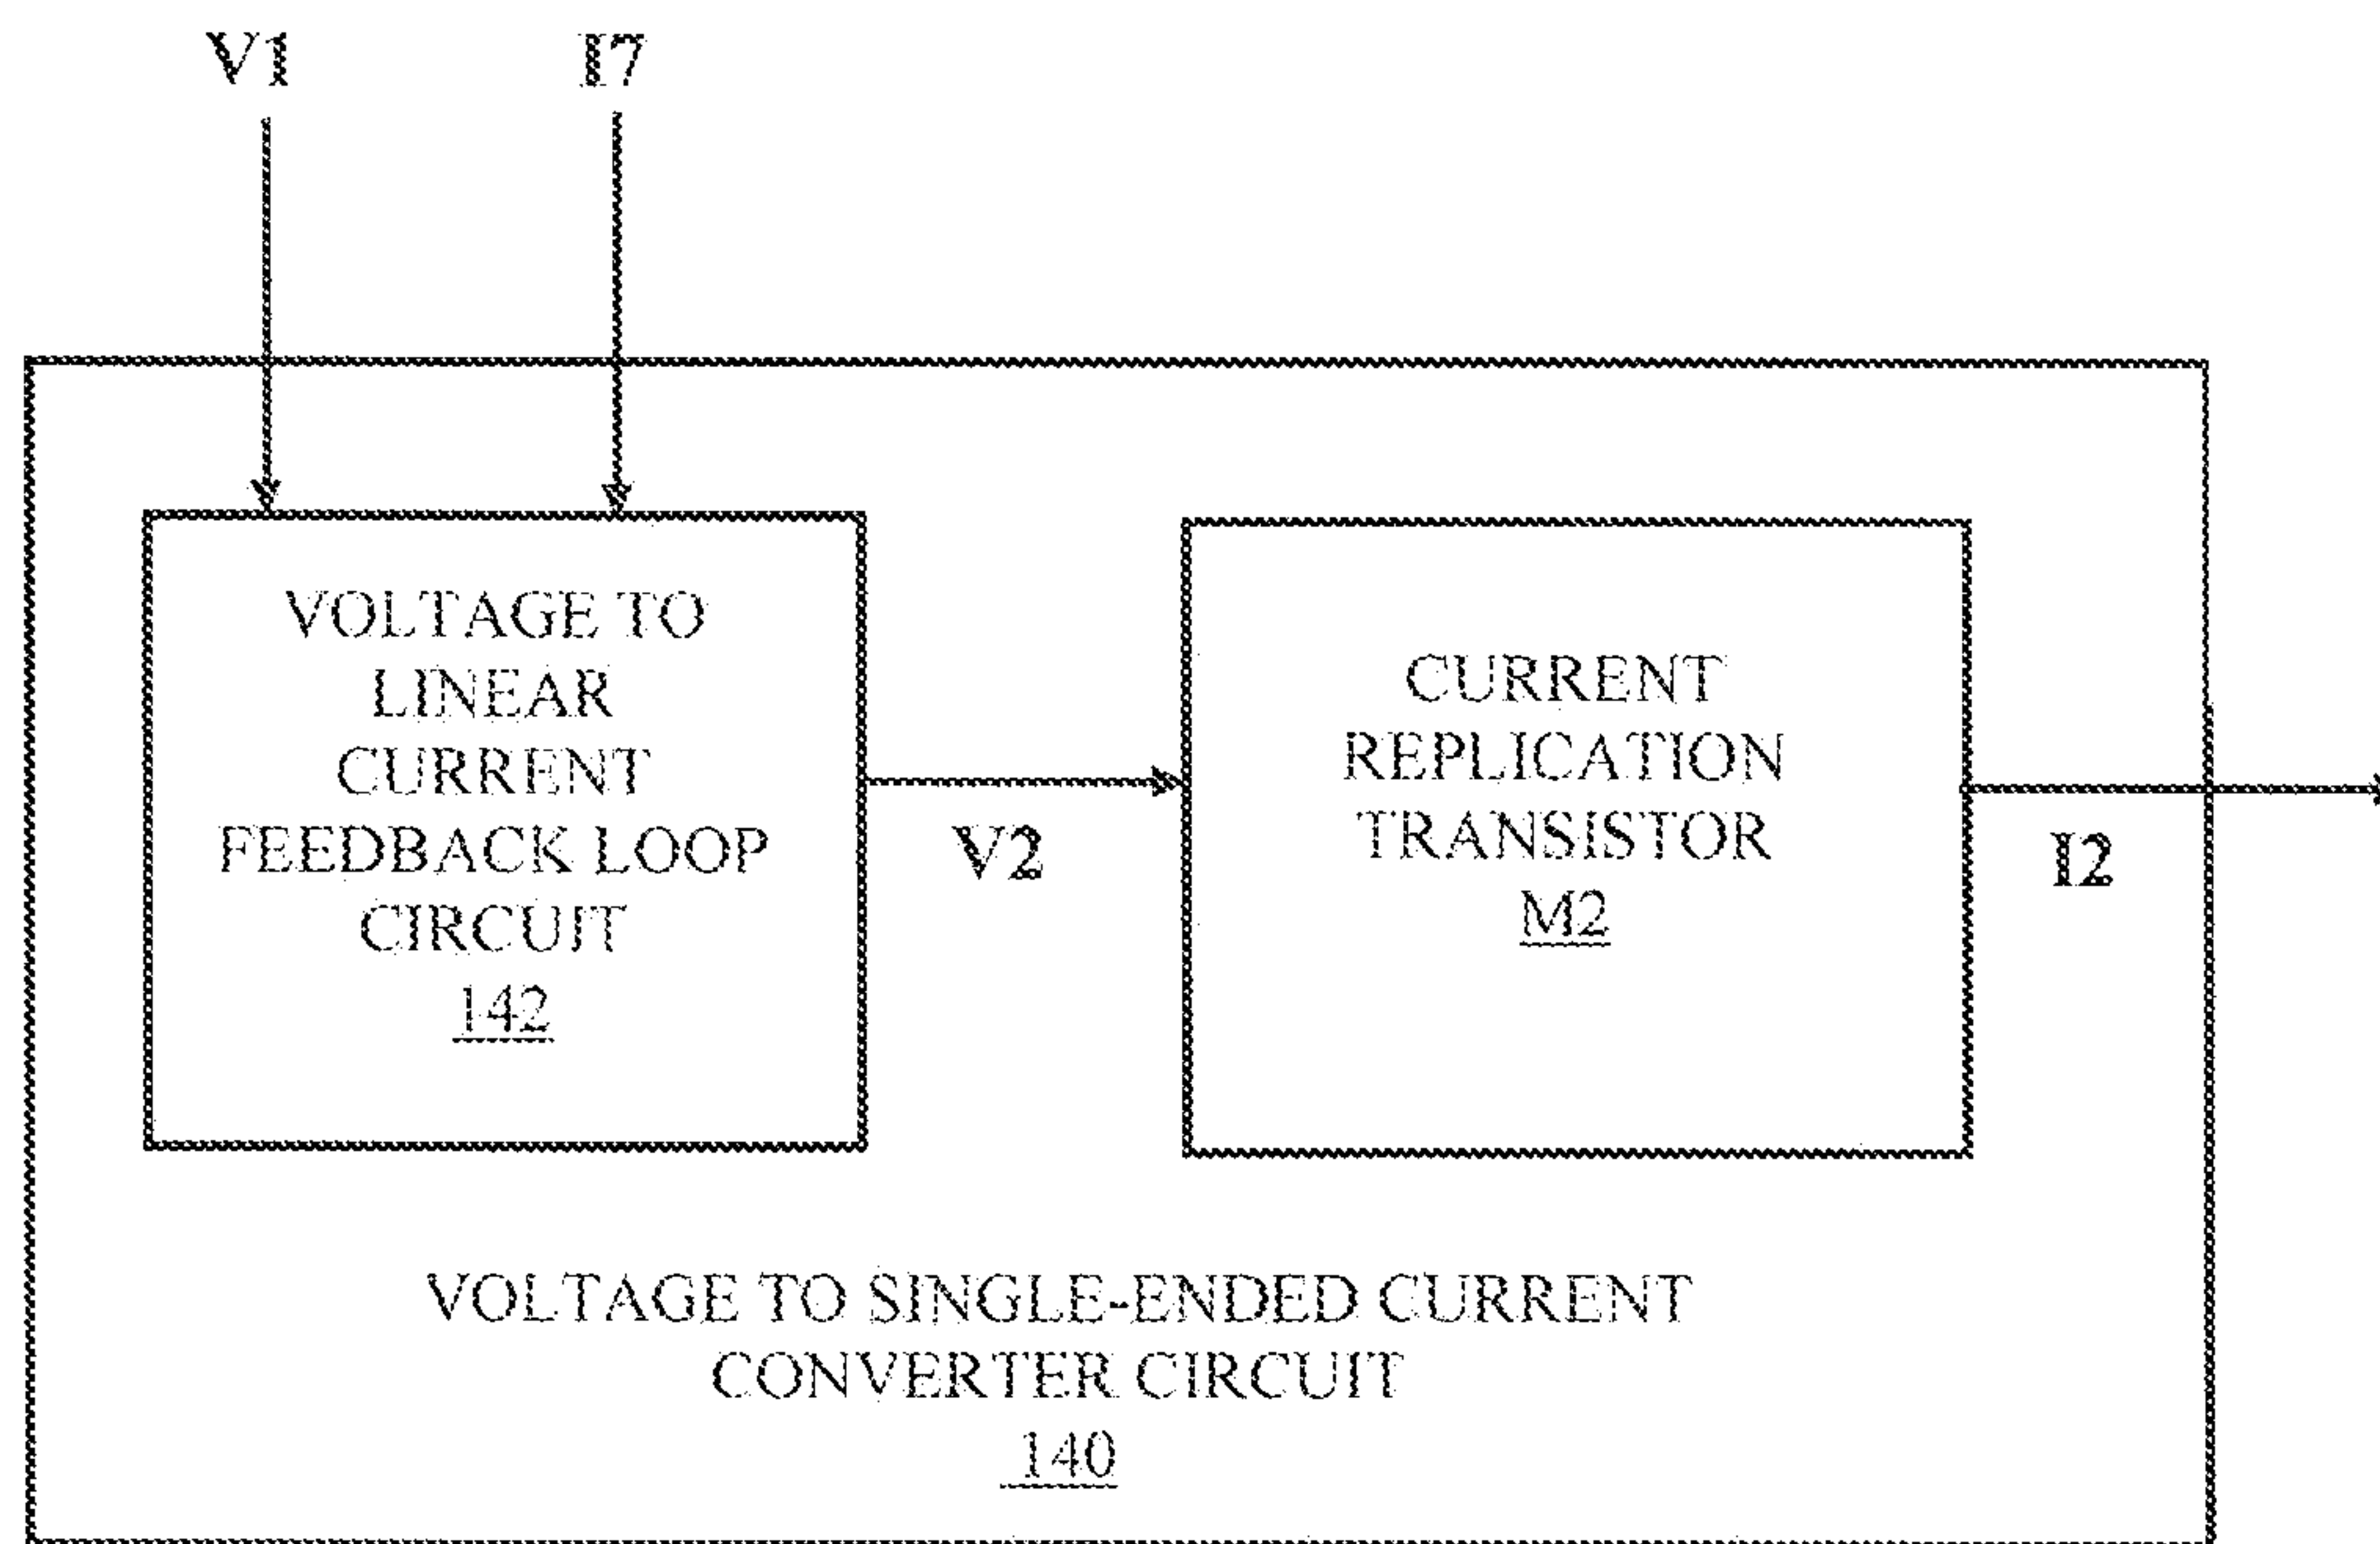 V1
I7
VOLTAGE TO
LINEAR
CURRENT
FEEDBACK LOOP
CIRCUIT
142
V2
CURRENT
REPLICATION
TRANSISTOR
M2
I2
VOLTAGE TO SINGLE-ENDED CURRENT
CONVERTER CIRCUIT
140